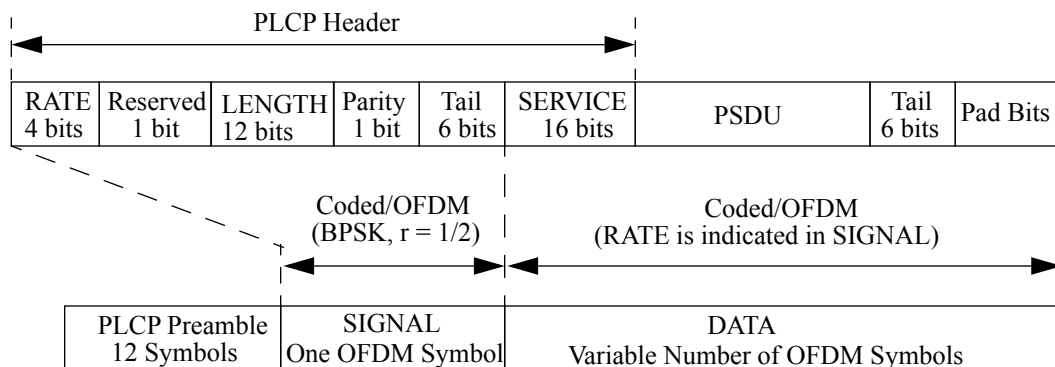 PLCP Header
RATE Reserved LENGTH Parity Tail SERVICE PSDU Tail Pad Bits
4 bits 1 bit 12 bits 1 bit 6 bits 16 bits 6 bits
Coded/OFDM Coded/OFDM
(BPSK, r = 1/2) (RATE is indicated in SIGNAL)
PLCP Preamble SIGNAL DATA
12 Symbols One OFDM Symbol Variable Number of OFDM Symbols